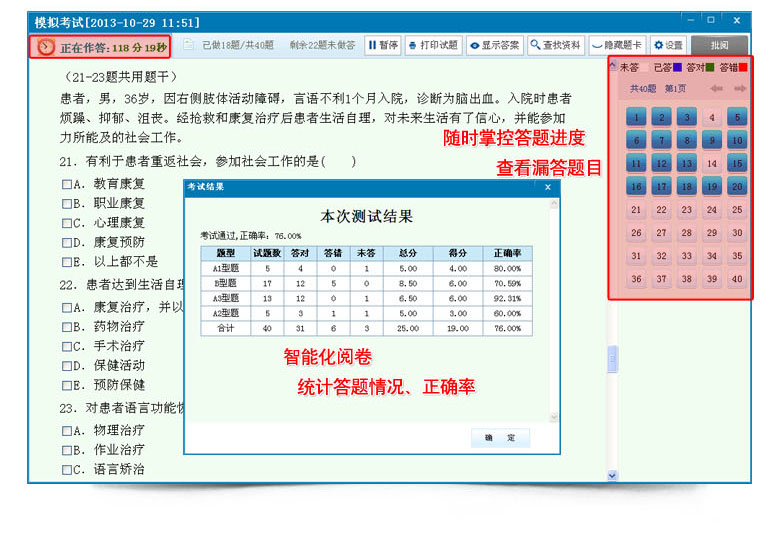 模拟考试[2013-10-29 11:51]
正在作答:118分19秒
已做18题/共40题
剩余22题未做答
暂停
打印试题
显示答案
查找资料
隐藏题卡
设置
批阅
(21-23题共用题干)
患者，男，36岁，因右侧肢体活动障碍，言语不利1个月入院，诊断为脑出血。入院时患者
烦躁、抑郁、沮丧。经抢救和康复治疗后患者生活自理，对未来生活有了信心，并能参加
力所能及的社会工作。
21．有利于患者重返社会，参加社会工作的是(　　)
A．教育康复
B．职业康复
C．心理康复
D．康复预防
E．以上都不是
22．患者达到生活自理
A．康复治疗，并以
B．药物治疗
C．手术治疗
D．保健活动
E．预防保健
23．对患者语言功能恢
A．物理治疗
B．作业治疗
C．语言矫治
随时掌控答题进度
查看漏答题目
考试结果
本次测试结果
考试通过,正确率：76.00%
题型 试题数 答对 答错 未答 总分 得分 正确率
A1型题 5 4 0 1 5.00 4.00 80.00%
B型题 17 12 5 0 8.50 6.00 70.59%
A3型题 13 12 0 1 6.50 6.00 92.31%
A2型题 5 3 1 1 5.00 3.00 60.00%
合计 40 31 6 3 25.00 19.00 76.00%
智能化阅卷
统计答题情况、正确率
确 定
未答 已答 答对 答错
共40题 第1页
1 2 3 4 5
6 7 8 9 10
11 12 13 14 15
16 17 18 19 20
21 22 23 24 25
26 27 28 29 30
31 32 33 34 35
36 37 38 39 40